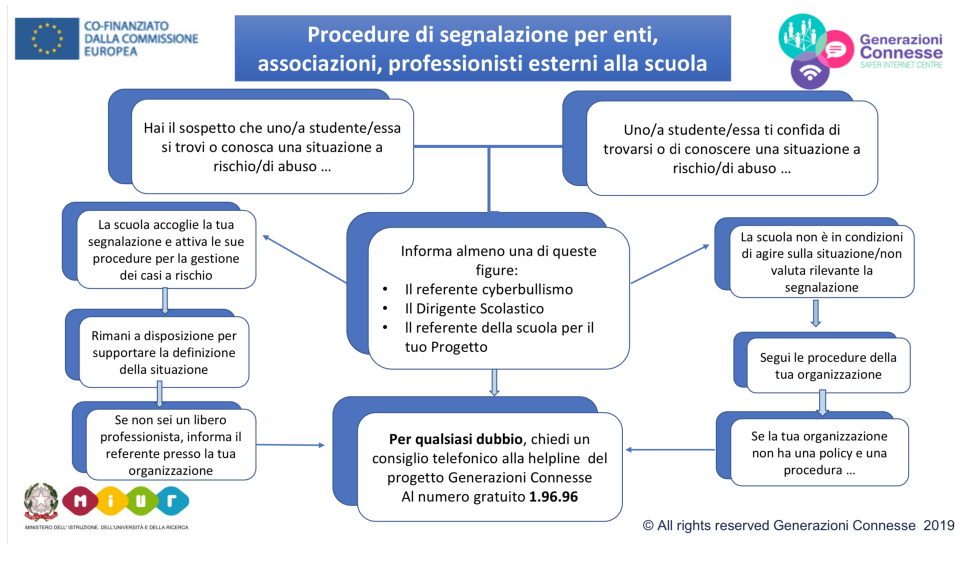 CO-FINANZIATO
DALLA COMMISSIONE
EUROPEA
Procedure di segnalazione per enti,
associazioni, professionisti esterni alla scuola
Generazioni
Connesse
SAFER INTERNET CENTRE
Hai il sospetto che uno/a studente/essa
si trovi o conosca una situazione a
rischio/di abuso ...
Uno/a studente/essa ti confida di
trovarsi o di conoscere una situazione a
rischio/di abuso ...
La scuola accoglie la tua
segnalazione e attiva le sue
procedure per la gestione
dei casi a rischio
Informa almeno una di queste
figure:
• Il referente cyberbullismo
• Il Dirigente Scolastico
• Il referente della scuola per il
tuo Progetto
La scuola non è in condizioni
di agire sulla situazione/non
valuta rilevante la
segnalazione
Rimani a disposizione per
supportare la definizione
della situazione
Segui le procedure della
tua organizzazione
Se non sei un libero
professionista, informa il
referente presso la tua
organizzazione
Per qualsiasi dubbio, chiedi un
consiglio telefonico alla helpline del
progetto Generazioni Connesse
Al numero gratuito 1.96.96
Se la tua organizzazione
non ha una policy e una
procedura ...
miur
MINISTERO DELL' ISTRUZIONE, DELL'UNIVERSITÀ E DELLA RICERCA
© All rights reserved Generazioni Connesse 2019